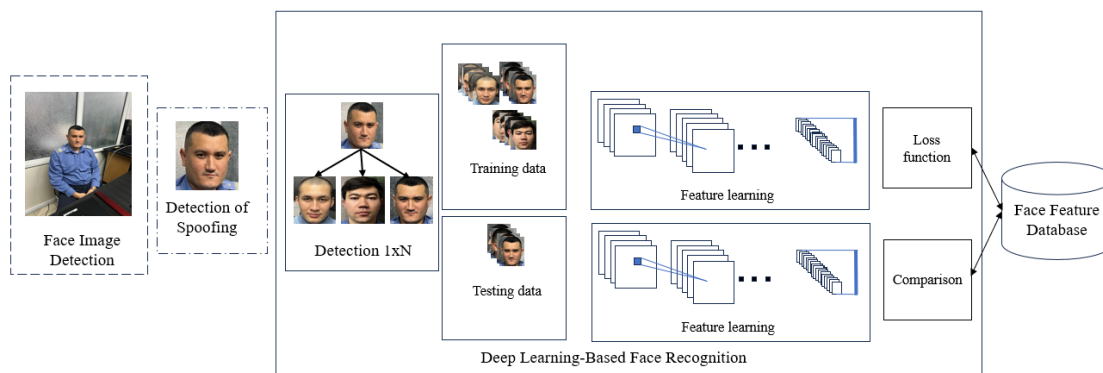 Face Image
Detection
Detection of
Spoofing
Detection 1xN
Training data
Testing data
Feature learning
Feature learning
Loss
function
Comparison
Face Feature
Database
Deep Learning-Based Face Recognition